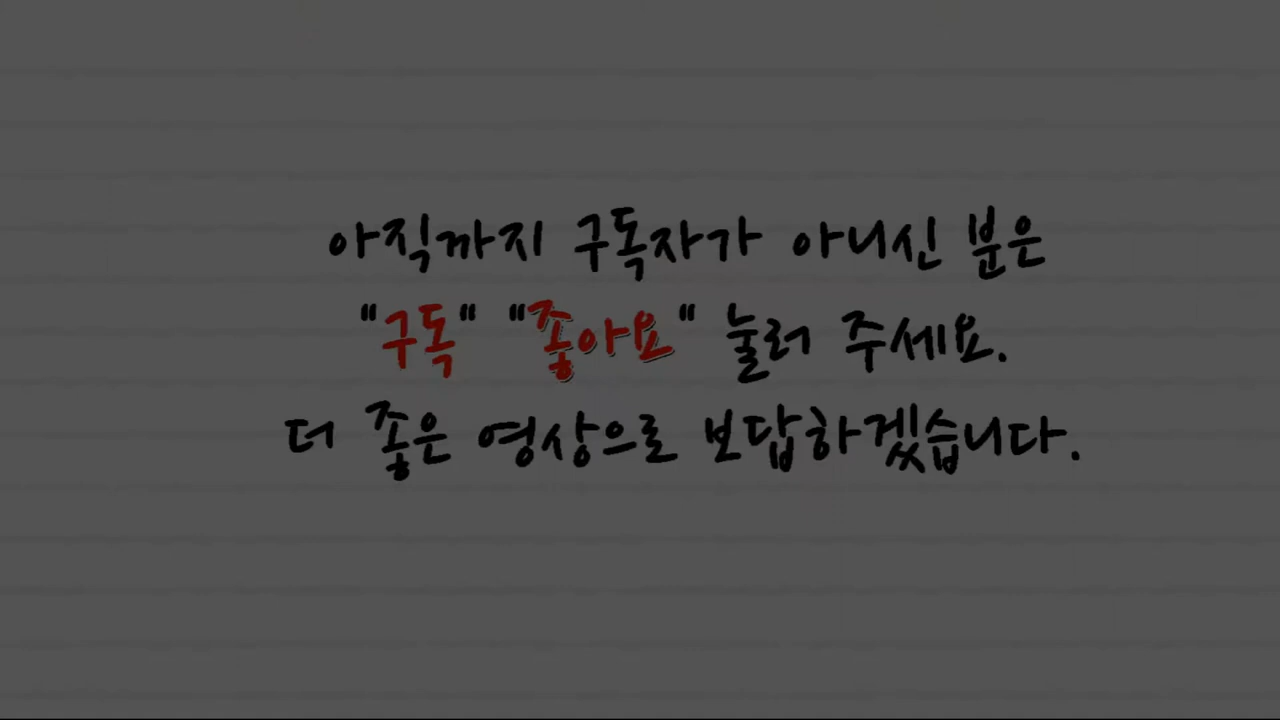 아직까지 구독자가 아니신 분은
"구독" "좋아요" 눌러 주세요.
더 좋은 영상으로 보답하겠습니다.